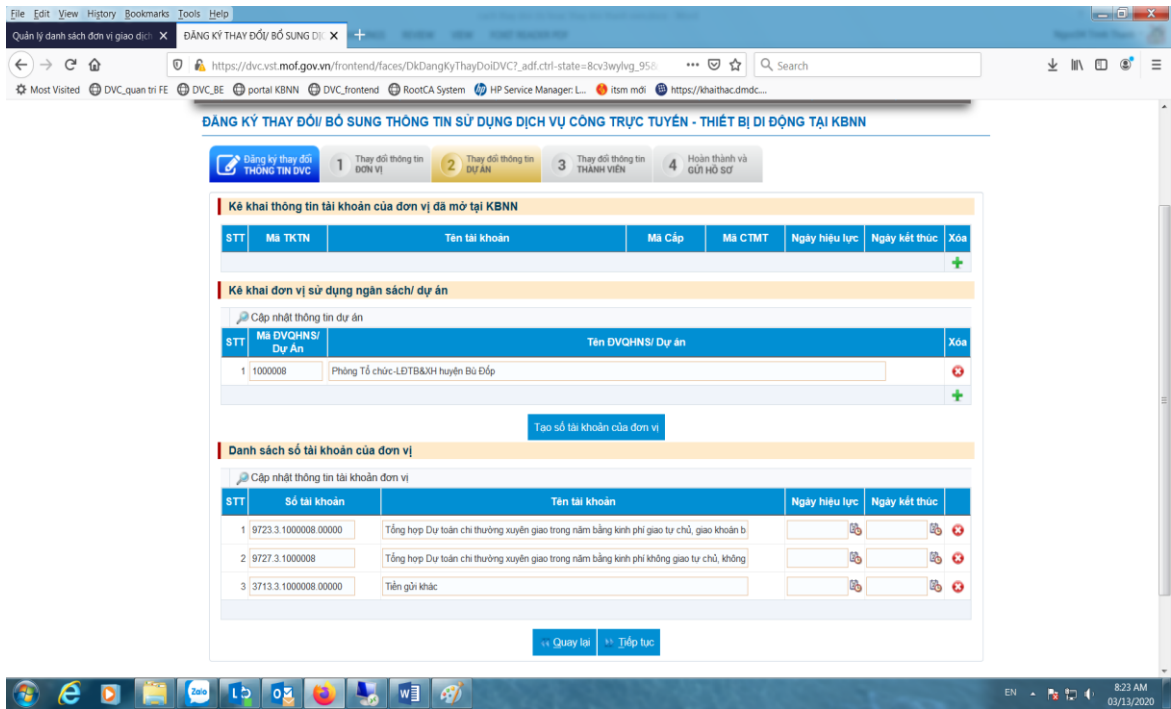 File Edit View History Bookmarks Tools Help
Quản lý danh sách đơn vị giao dịch ĐĂNG KÝ THAY ĐỔI/ BỔ SUNG DỊC
https://dvc.vst.mof.gov.vn/frontend/faces/DkDangKyThayDoiDVC?_adf.ctrl-state=8cv3wylvg_958 Search
Most Visited DVC_quan tri FE DVC_BE portal KBNN DVC_frontend RootCA System HP Service Manager: L... itsm mới https://khaithac.dmdc....
ĐĂNG KÝ THAY ĐỔI/ BỔ SUNG THÔNG TIN SỬ DỤNG DỊCH VỤ CÔNG TRỰC TUYẾN - THIẾT BỊ DI ĐỘNG TẠI KBNN
Đăng ký thay đổi THÔNG TIN DVC 1 Thay đổi thông tin ĐƠN VỊ 2 Thay đổi thông tin DỰ ÁN 3 Thay đổi thông tin THÀNH VIÊN 4 Hoàn thành và GỬI HỒ SƠ
Kê khai thông tin tài khoản của đơn vị đã mở tại KBNN
STT Mã TKTN Tên tài khoản Mã Cấp Mã CTMT Ngày hiệu lực Ngày kết thúc Xóa
Kê khai đơn vị sử dụng ngân sách/ dự án
Cập nhật thông tin dự án
STT Mã ĐVQHNS/ Dự Án Tên ĐVQHNS/ Dự án Xóa
1 1000008 Phòng Tổ chức-LĐTB&XH huyện Bù Đốp
Tạo số tài khoản của đơn vị
Danh sách số tài khoản của đơn vị
Cập nhật thông tin tài khoản đơn vị
STT Số tài khoản Tên tài khoản Ngày hiệu lực Ngày kết thúc
1 9723.3.1000008.00000 Tổng hợp Dự toán chi thường xuyên giao trong năm bằng kinh phí giao tự chủ, giao khoán b
2 9727.3.1000008 Tổng hợp Dự toán chi thường xuyên giao trong năm bằng kinh phí không giao tự chủ, không
3 3713.3.1000008.00000 Tiền gửi khác
Quay lại Tiếp tục
Zalo
EN 8:23 AM
03/13/2020